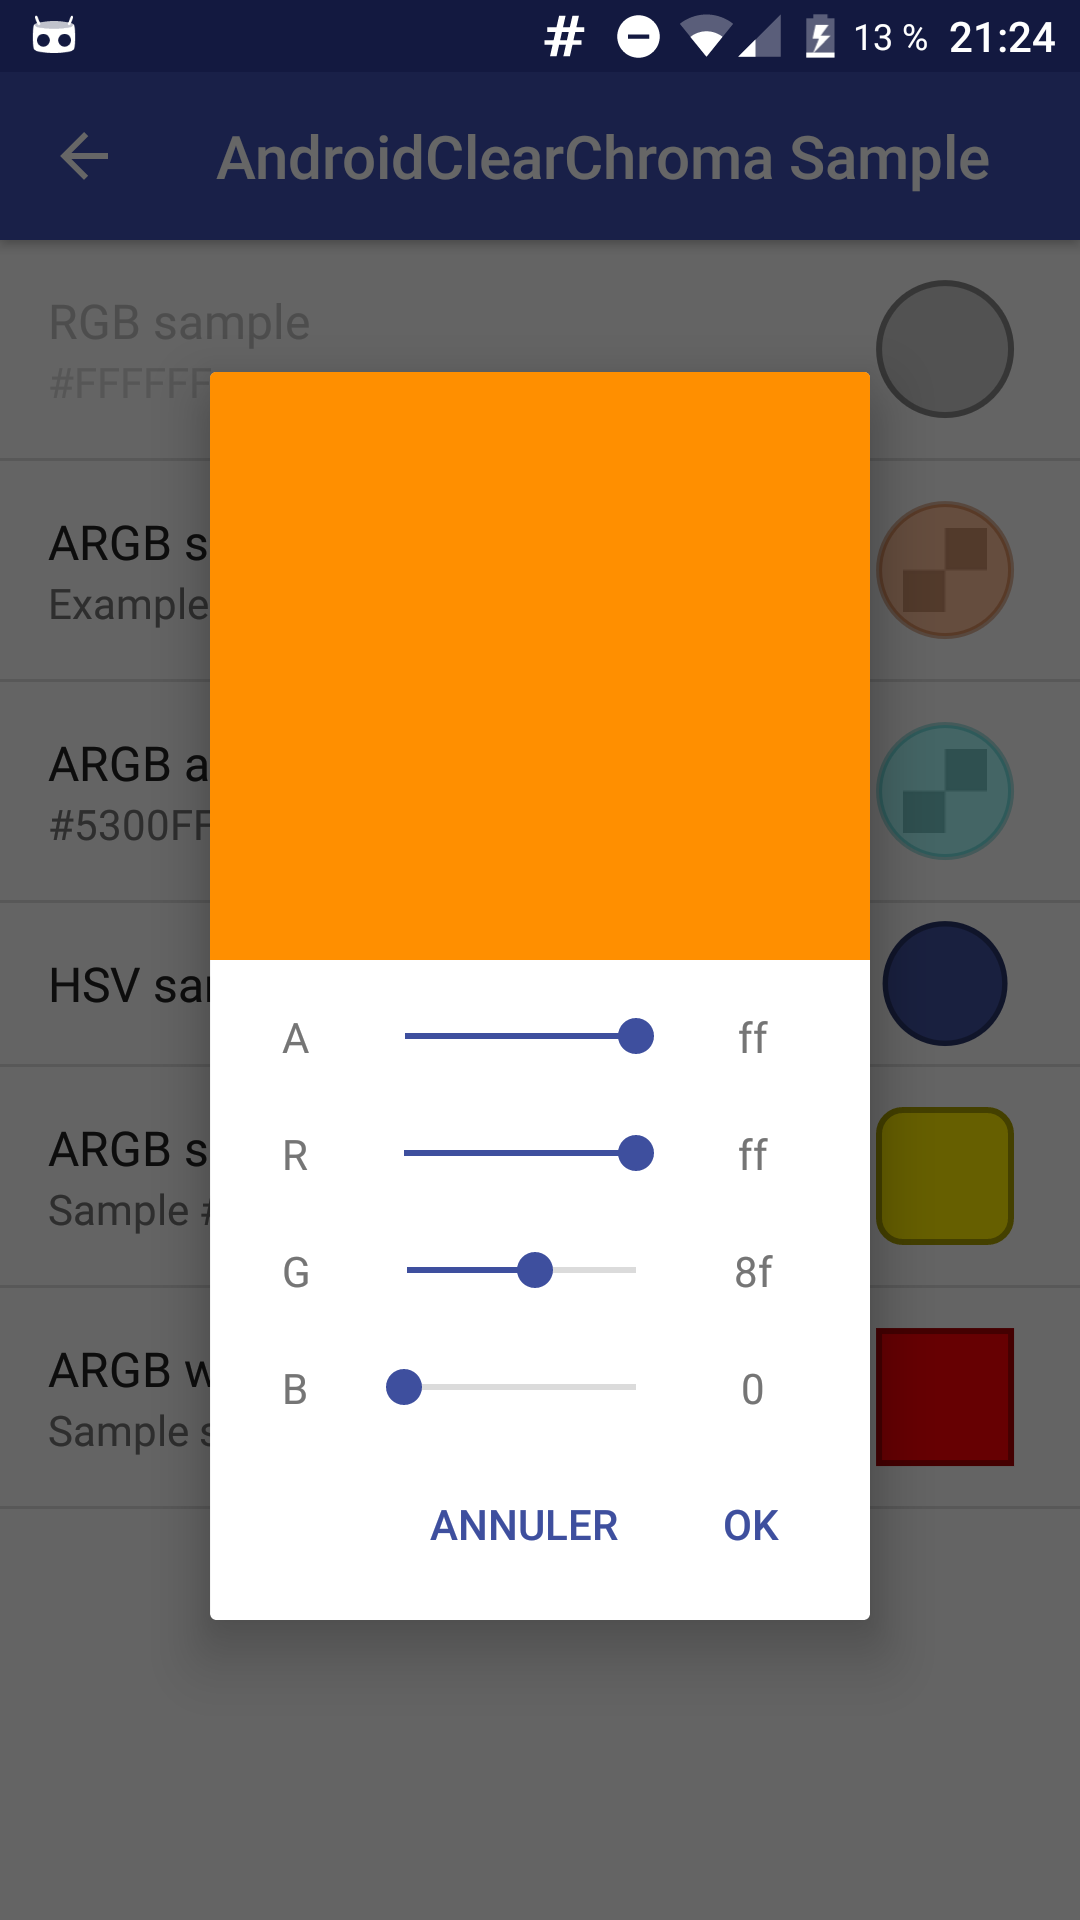 # 13 % 21:24
AndroidClearChroma Sample
RGB sample
#FFFFFF
ARGB s
Example
ARGB a
#5300FF
HSV sa
ARGB s
Sample #
ARGB w
Sample s
A ff
R ff
G 8f
B 0
ANNULER OK